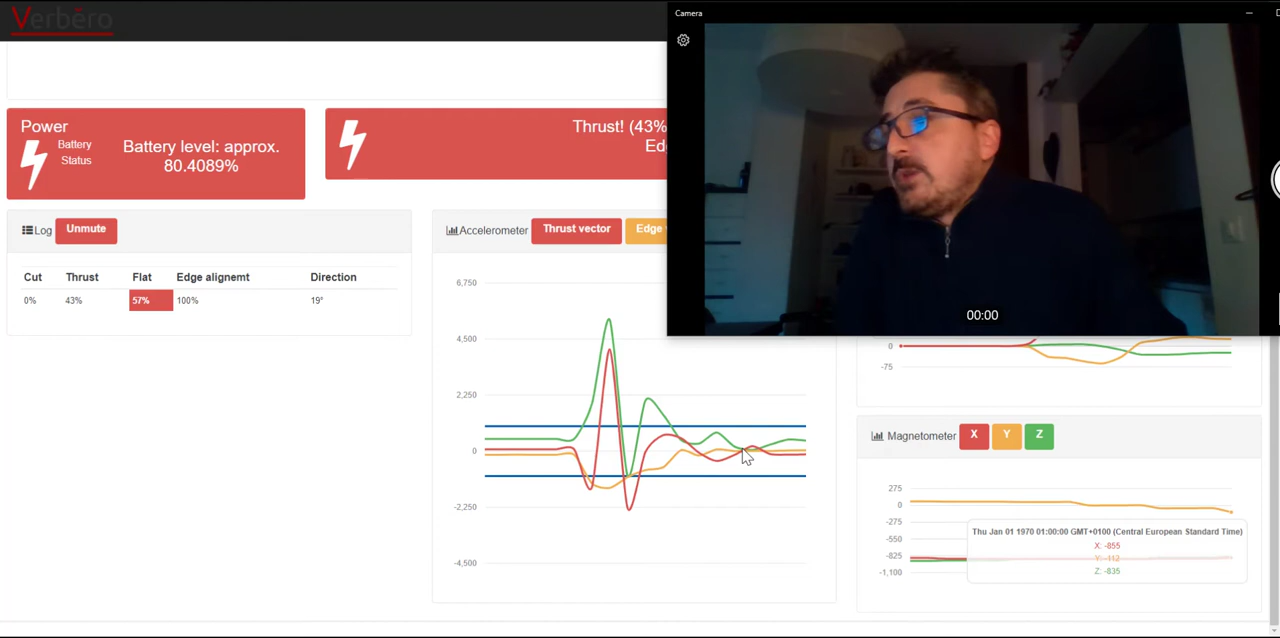 Verbēro
Camera
Power
Battery
Status
Battery level: approx.
80.4089%
Thrust! (43%
Ed
Log
Unmute
Cut Thrust Flat Edge alignemt Direction
0% 43% 57% 100% 19°
Accelerometer
Thrust vector
Edge
6,750
4,500
2,250
0
-2,250
-4,500
00:00
0
-75
Magnetometer
X
Y
Z
275
0
-275
-550
-825
-1,100
Thu Jan 01 1970 01:00:00 GMT+0100 (Central European Standard Time)
X: -855
Y: -112
Z: -835